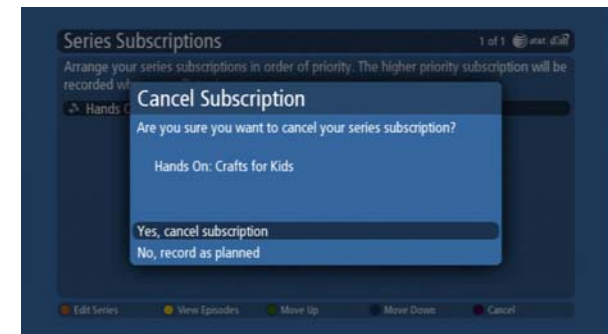 Series Subscriptions 1 of 1 at&t
Arrange your series subscriptions in order of priority. The higher priority subscription will be
recorded
Hands
Cancel Subscription
Are you sure you want to cancel your series subscription?
Hands On: Crafts for Kids
Yes, cancel subscription
No, record as planned
Edit Series View Episodes Move Up Move Down Cancel